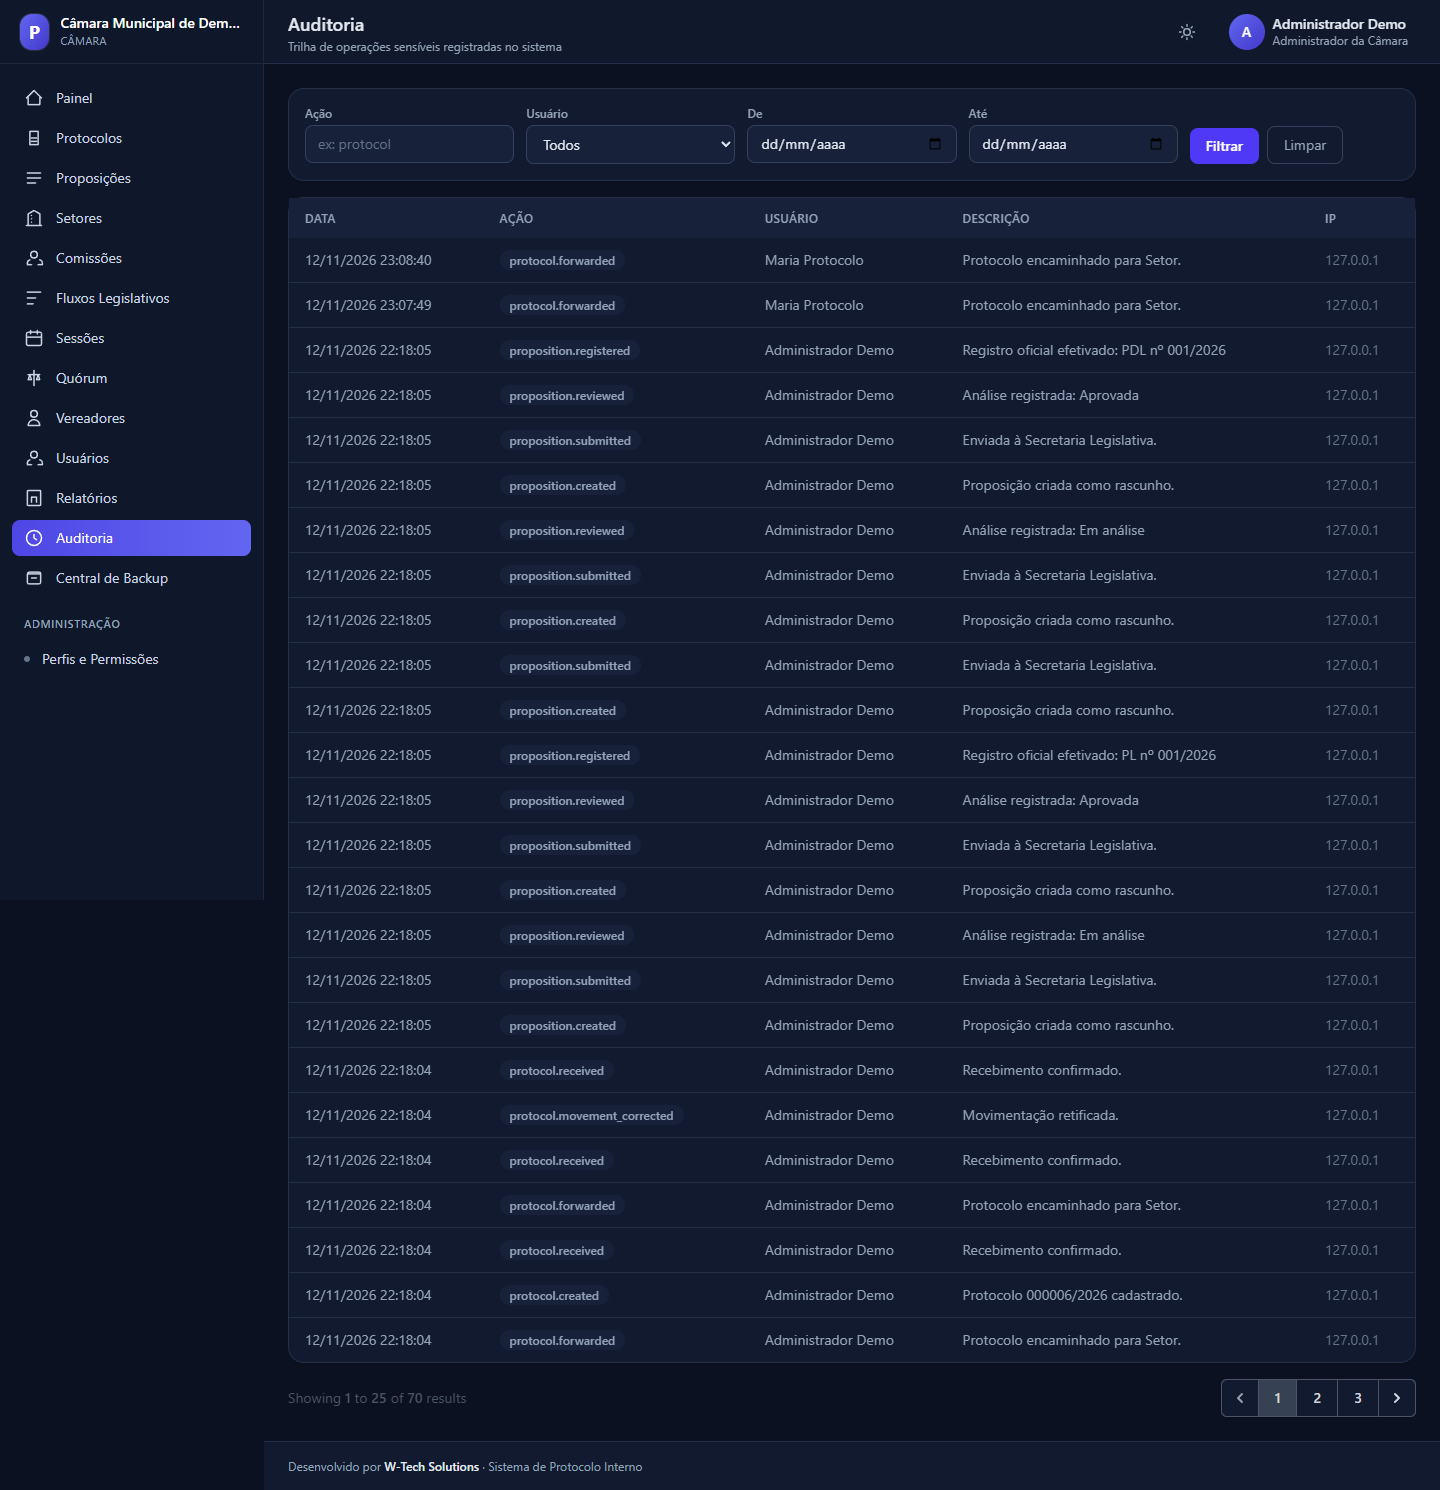 P
Câmara Municipal de Dem...
CÂMARA
Painel
Protocolos
Proposições
Setores
Comissões
Fluxos Legislativos
Sessões
Quórum
Vereadores
Usuários
Relatórios
Auditoria
Central de Backup
ADMINISTRAÇÃO
Perfis e Permissões
Auditoria
Trilha de operações sensíveis registradas no sistema
A
Administrador Demo
Administrador da Câmara
Ação Usuário De Até
ex: protocol Todos dd/mm/aaaa dd/mm/aaaa Filtrar Limpar
DATA AÇÃO USUÁRIO DESCRIÇÃO IP
12/11/2026 23:08:40 protocol.forwarded Maria Protocolo Protocolo encaminhado para Setor. 127.0.0.1
12/11/2026 23:07:49 protocol.forwarded Maria Protocolo Protocolo encaminhado para Setor. 127.0.0.1
12/11/2026 22:18:05 proposition.registered Administrador Demo Registro oficial efetivado: PDL nº 001/2026 127.0.0.1
12/11/2026 22:18:05 proposition.reviewed Administrador Demo Análise registrada: Aprovada 127.0.0.1
12/11/2026 22:18:05 proposition.submitted Administrador Demo Enviada à Secretaria Legislativa. 127.0.0.1
12/11/2026 22:18:05 proposition.created Administrador Demo Proposição criada como rascunho. 127.0.0.1
12/11/2026 22:18:05 proposition.reviewed Administrador Demo Análise registrada: Em análise 127.0.0.1
12/11/2026 22:18:05 proposition.submitted Administrador Demo Enviada à Secretaria Legislativa. 127.0.0.1
12/11/2026 22:18:05 proposition.created Administrador Demo Proposição criada como rascunho. 127.0.0.1
12/11/2026 22:18:05 proposition.submitted Administrador Demo Enviada à Secretaria Legislativa. 127.0.0.1
12/11/2026 22:18:05 proposition.created Administrador Demo Proposição criada como rascunho. 127.0.0.1
12/11/2026 22:18:05 proposition.registered Administrador Demo Registro oficial efetivado: PL nº 001/2026 127.0.0.1
12/11/2026 22:18:05 proposition.reviewed Administrador Demo Análise registrada: Aprovada 127.0.0.1
12/11/2026 22:18:05 proposition.submitted Administrador Demo Enviada à Secretaria Legislativa. 127.0.0.1
12/11/2026 22:18:05 proposition.created Administrador Demo Proposição criada como rascunho. 127.0.0.1
12/11/2026 22:18:05 proposition.reviewed Administrador Demo Análise registrada: Em análise 127.0.0.1
12/11/2026 22:18:05 proposition.submitted Administrador Demo Enviada à Secretaria Legislativa. 127.0.0.1
12/11/2026 22:18:05 proposition.created Administrador Demo Proposição criada como rascunho. 127.0.0.1
12/11/2026 22:18:04 protocol.received Administrador Demo Recebimento confirmado. 127.0.0.1
12/11/2026 22:18:04 protocol.movement_corrected Administrador Demo Movimentação retificada. 127.0.0.1
12/11/2026 22:18:04 protocol.received Administrador Demo Recebimento confirmado. 127.0.0.1
12/11/2026 22:18:04 protocol.forwarded Administrador Demo Protocolo encaminhado para Setor. 127.0.0.1
12/11/2026 22:18:04 protocol.received Administrador Demo Recebimento confirmado. 127.0.0.1
12/11/2026 22:18:04 protocol.created Administrador Demo Protocolo 000006/2026 cadastrado. 127.0.0.1
12/11/2026 22:18:04 protocol.forwarded Administrador Demo Protocolo encaminhado para Setor. 127.0.0.1
Showing 1 to 25 of 70 results
1 2 3
Desenvolvido por W-Tech Solutions · Sistema de Protocolo Interno